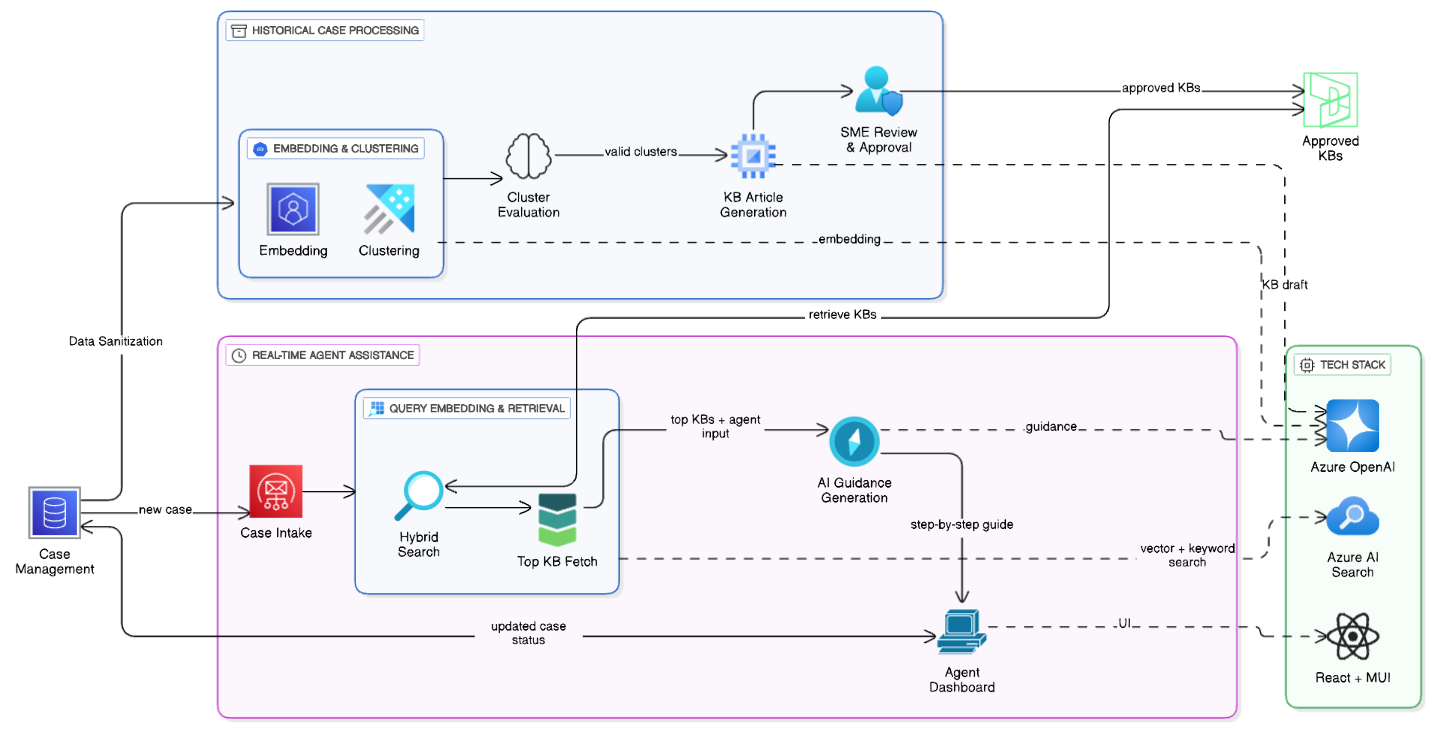 HISTORICAL CASE PROCESSING
approved KBs
SME Review
& Approval
Approved
KBs
EMBEDDING & CLUSTERING
valid clusters
Cluster
Evaluation
KB Article
Generation
Embedding
Clustering
embedding
KB draft
Data Sanitization
retrieve KBs
REAL-TIME AGENT ASSISTANCE
TECH STACK
QUERY EMBEDDING & RETRIEVAL
top KBs + agent
input
guidance
Azure OpenAI
AI Guidance
Generation
new case
Case Intake
Case
Management
Hybrid
Search
Top KB Fetch
step-by-step guide
vector + keyword
search
Azure AI
Search
updated case
status
UI
Agent
Dashboard
React + MUI